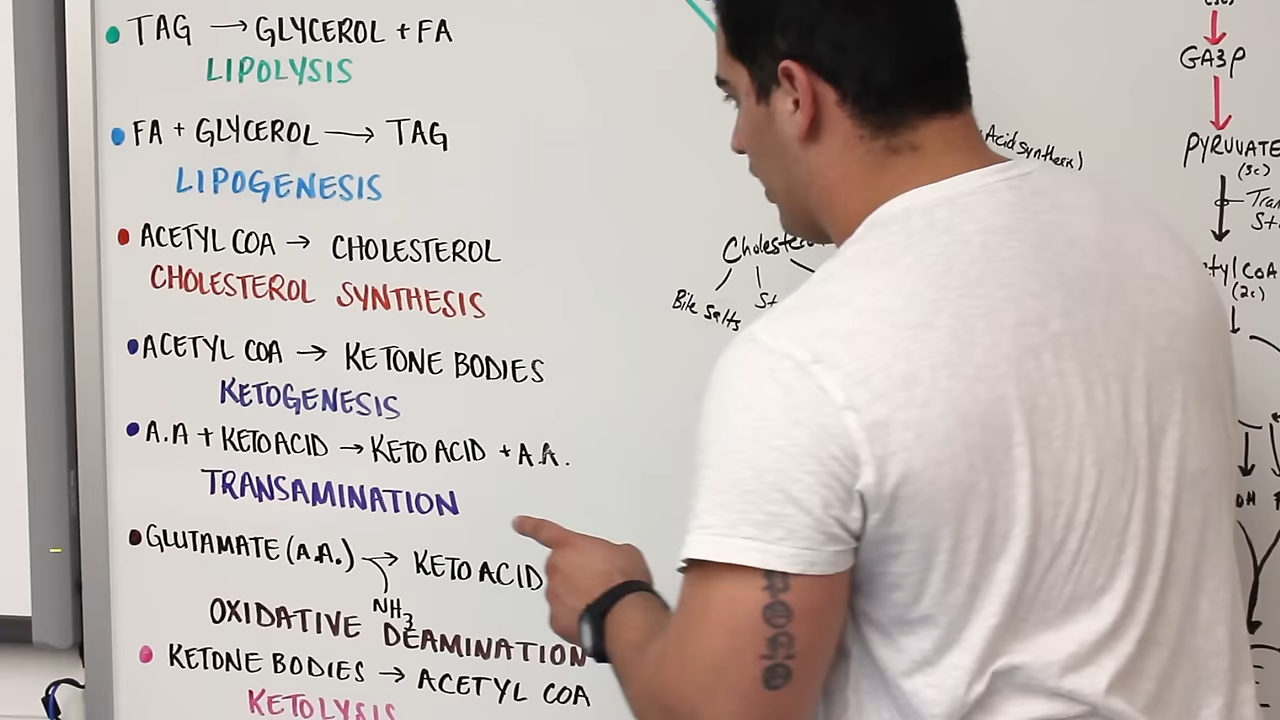 TAG → GLYCEROL + FA
LIPOLYSIS
FA + GLYCEROL → TAG
LIPOGENESIS
ACETYL COA → CHOLESTEROL
CHOLESTEROL SYNTHESIS
ACETYL COA → KETONE BODIES
KETOGENESIS
A.A + KETO ACID → KETO ACID + A.A.
TRANSAMINATION
GLUTAMATE (A.A.) → KETO ACID
NH3
OXIDATIVE DEAMINATION
KETONE BODIES → ACETYL COA
KETOLYSIS
Acid synthesis)
Bile Salts
GA3P
PYRUVATE
(3c)
CoA
(2c)